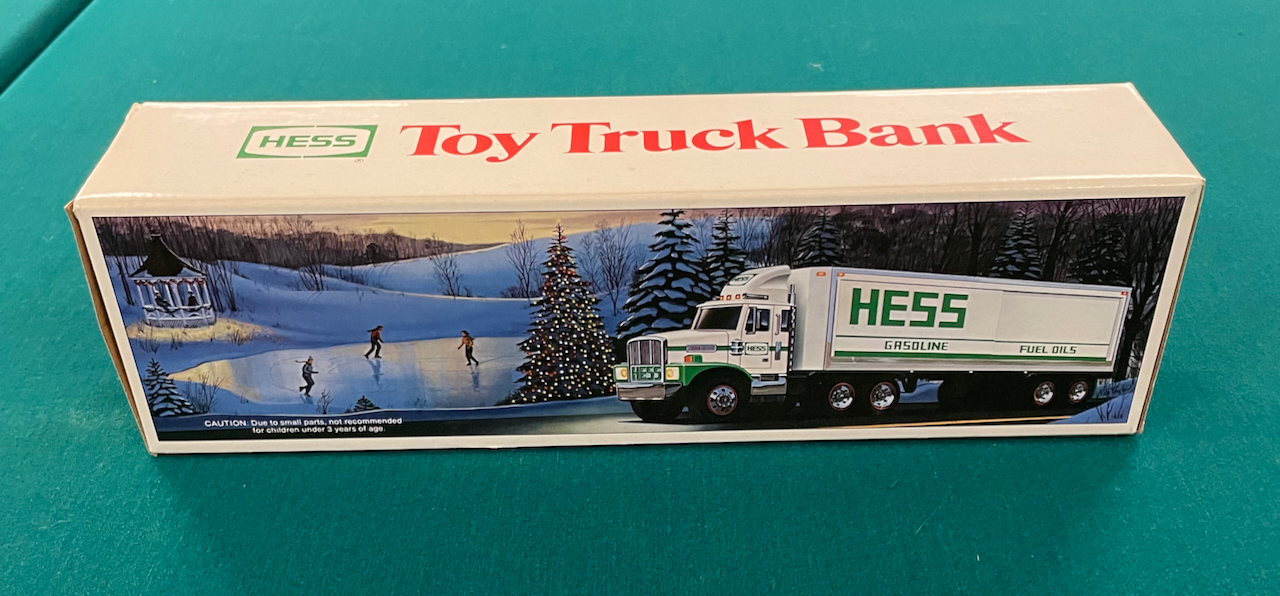 HESS Toy Truck Bank
®
HESS
GASOLINE FUEL OILS
HESS
HESS
CAUTION: Due to small parts, not recommended
for children under 3 years of age.